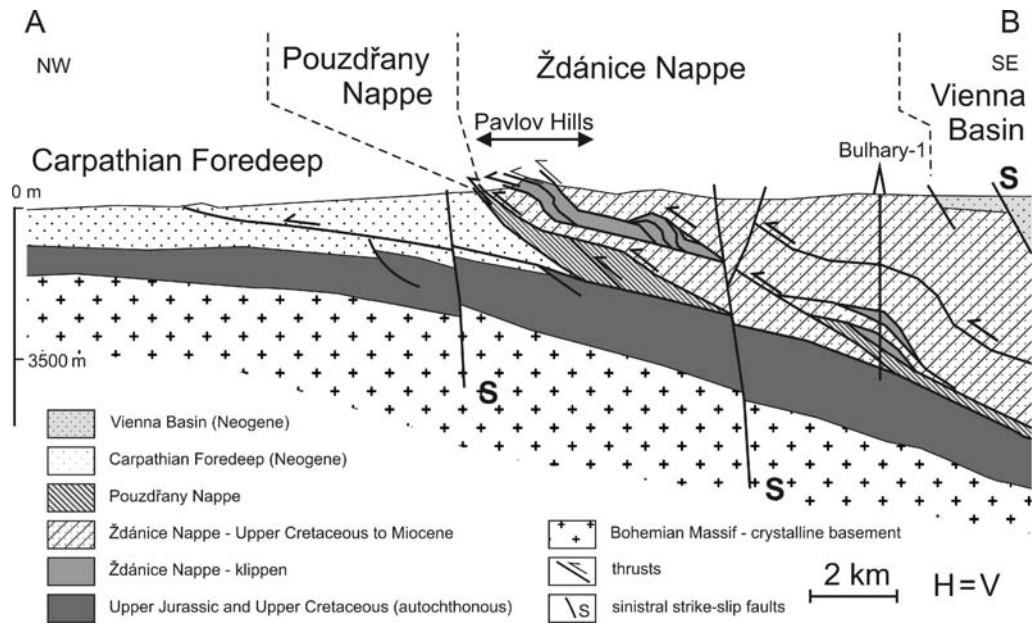 A
B
NW
SE
Pouzdřany
Nappe
Ždánice Nappe
Vienna
Basin
Pavlov Hills
Bulhary-1
S
Carpathian Foredeep
0 m
3500 m
S
S
Vienna Basin (Neogene)
Carpathian Foredeep (Neogene)
Pouzdřany Nappe
Ždánice Nappe - Upper Cretaceous to Miocene
Ždánice Nappe - klippen
Upper Jurassic and Upper Cretaceous (autochthonous)
Bohemian Massif - crystalline basement
thrusts
S
sinistral strike-slip faults
2 km
H=V